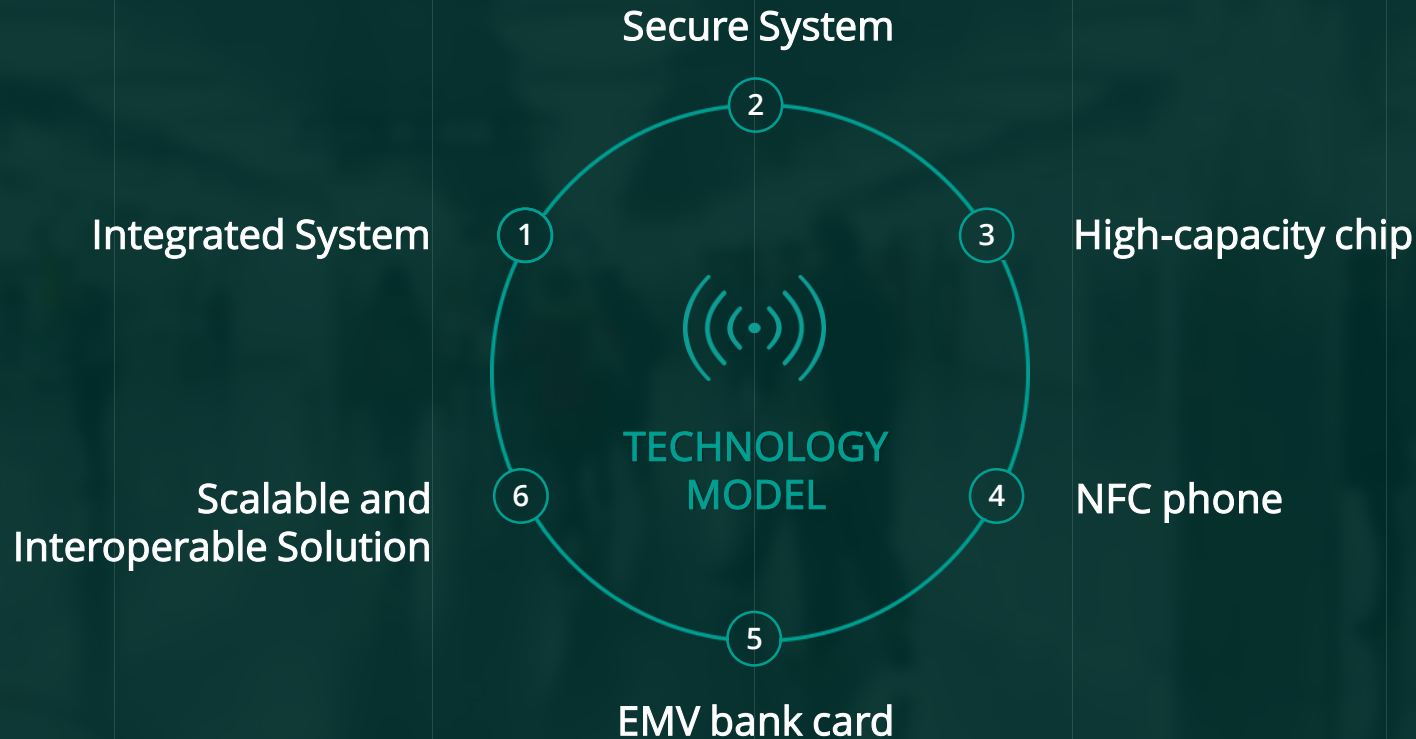 Secure System
2
Integrated System
1
3
High-capacity chip
TECHNOLOGY
MODEL
Scalable and
Interoperable Solution
6
4
NFC phone
5
EMV bank card